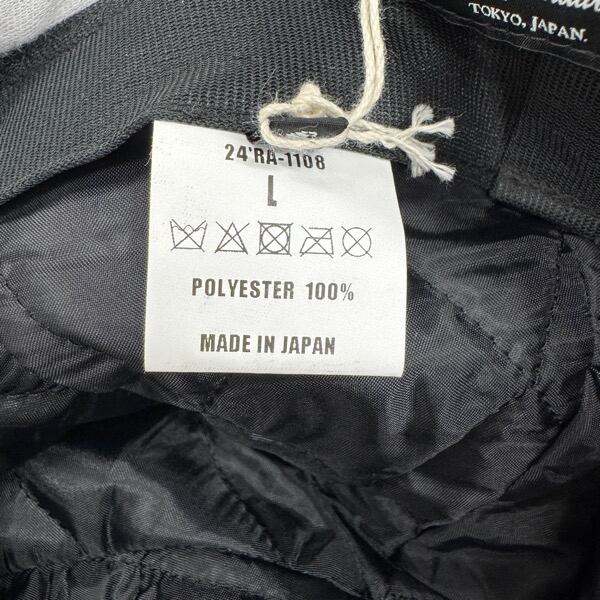 TOKYO, JAPAN.
24'RA-1108
L
POLYESTER 100%
MADE IN JAPAN